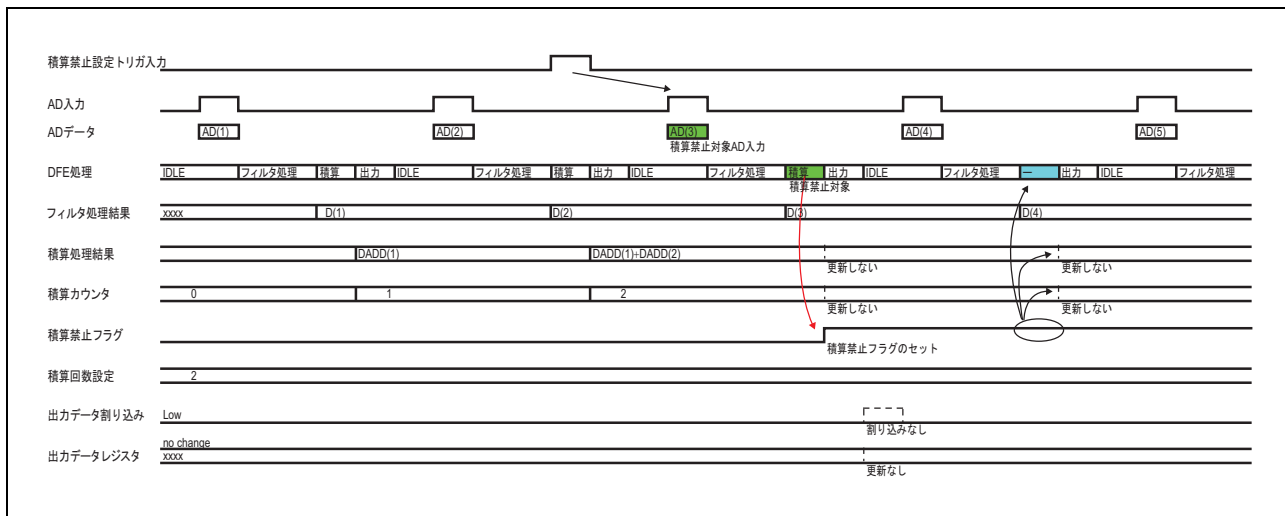 積算禁止設定トリガ入力
AD入力
ADデータ AD(1) AD(2) AD(3) AD(4) AD(5)
積算禁止対象AD入力
DFE処理 IDLE フィルタ処理 積算 出力 IDLE フィルタ処理 積算 出力 IDLE フィルタ処理 積算 出力 IDLE フィルタ処理 ー 出力 IDLE フィルタ処理
積算禁止対象
フィルタ処理結果 xxxx D(1) D(2) D(3) D(4)
積算処理結果 DADD(1) DADD(1)+DADD(2)
更新しない 更新しない
積算カウンタ 0 1 2
更新しない 更新しない
積算禁止フラグ
積算禁止フラグのセット
積算回数設定 2
出力データ割り込み Low
割り込みなし
no change
出力データレジスタ xxxx
更新なし